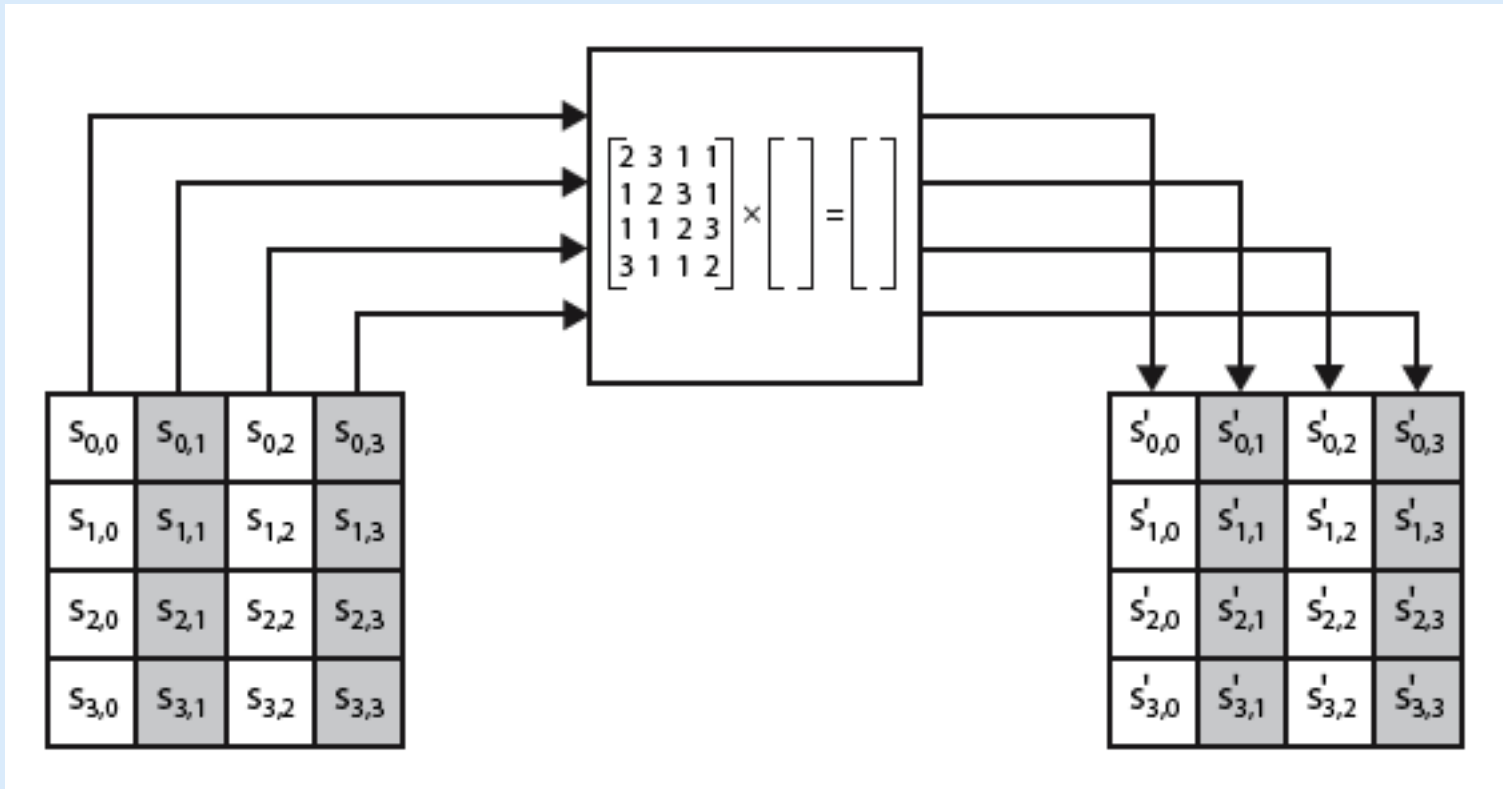 2 3 1 1
1 2 3 1
1 1 2 3
3 1 1 2
× =
S0,0 S0,1 S0,2 S0,3
S1,0 S1,1 S1,2 S1,3
S2,0 S2,1 S2,2 S2,3
S3,0 S3,1 S3,2 S3,3
S'0,0 S'0,1 S'0,2 S'0,3
S'1,0 S'1,1 S'1,2 S'1,3
S'2,0 S'2,1 S'2,2 S'2,3
S'3,0 S'3,1 S'3,2 S'3,3